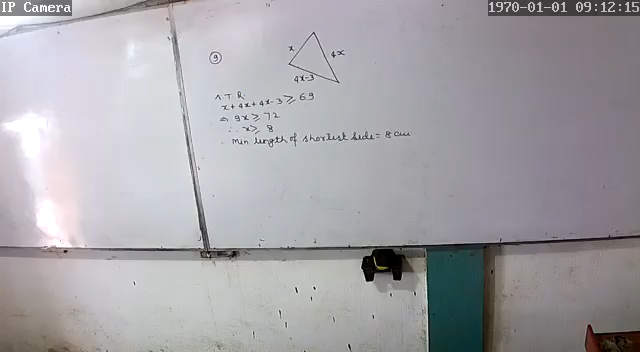 IP Camera
1970-01-01 09:12:15
9
x
4x
4x-3
A.T.R.
x+4x+4x-3 ≥ 69
⇒ 9x ≥ 72
∴ x ≥ 8
∴ Min length of shortest side = 8 cm